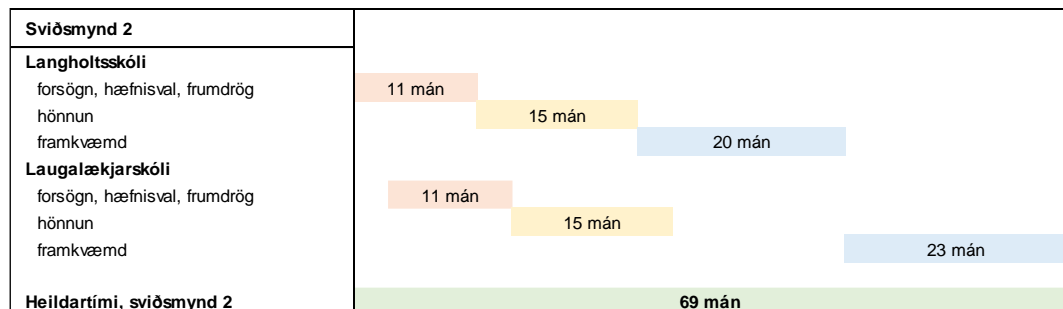 Sviðsmynd 2
Langholtsskóli
forsögn, hæfnisval, frumdrög 11 mán
hönnun 15 mán
framkvæmd 20 mán
Laugalækjarskóli
forsögn, hæfnisval, frumdrög 11 mán
hönnun 15 mán
framkvæmd 23 mán
Heildartími, sviðsmynd 2 69 mán